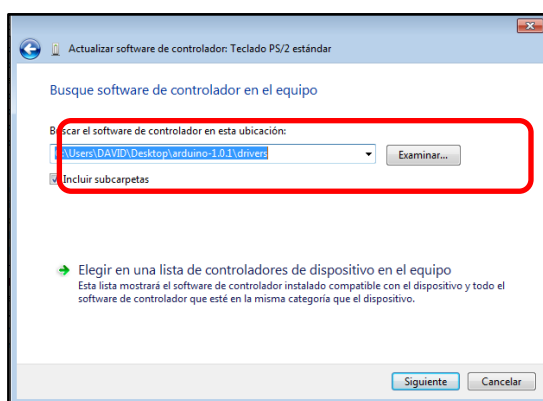 Actualizar software de controlador: Teclado PS/2 estándar
Busque software de controlador en el equipo
Buscar el software de controlador en esta ubicación:
:\Users\DAVID\Desktop\arduino-1.0.1\drivers
Examinar...
Incluir subcarpetas
Elegir en una lista de controladores de dispositivo en el equipo
Esta lista mostrará el software de controlador instalado compatible con el dispositivo y todo el
software de controlador que esté en la misma categoría que el dispositivo.
Siguiente
Cancelar